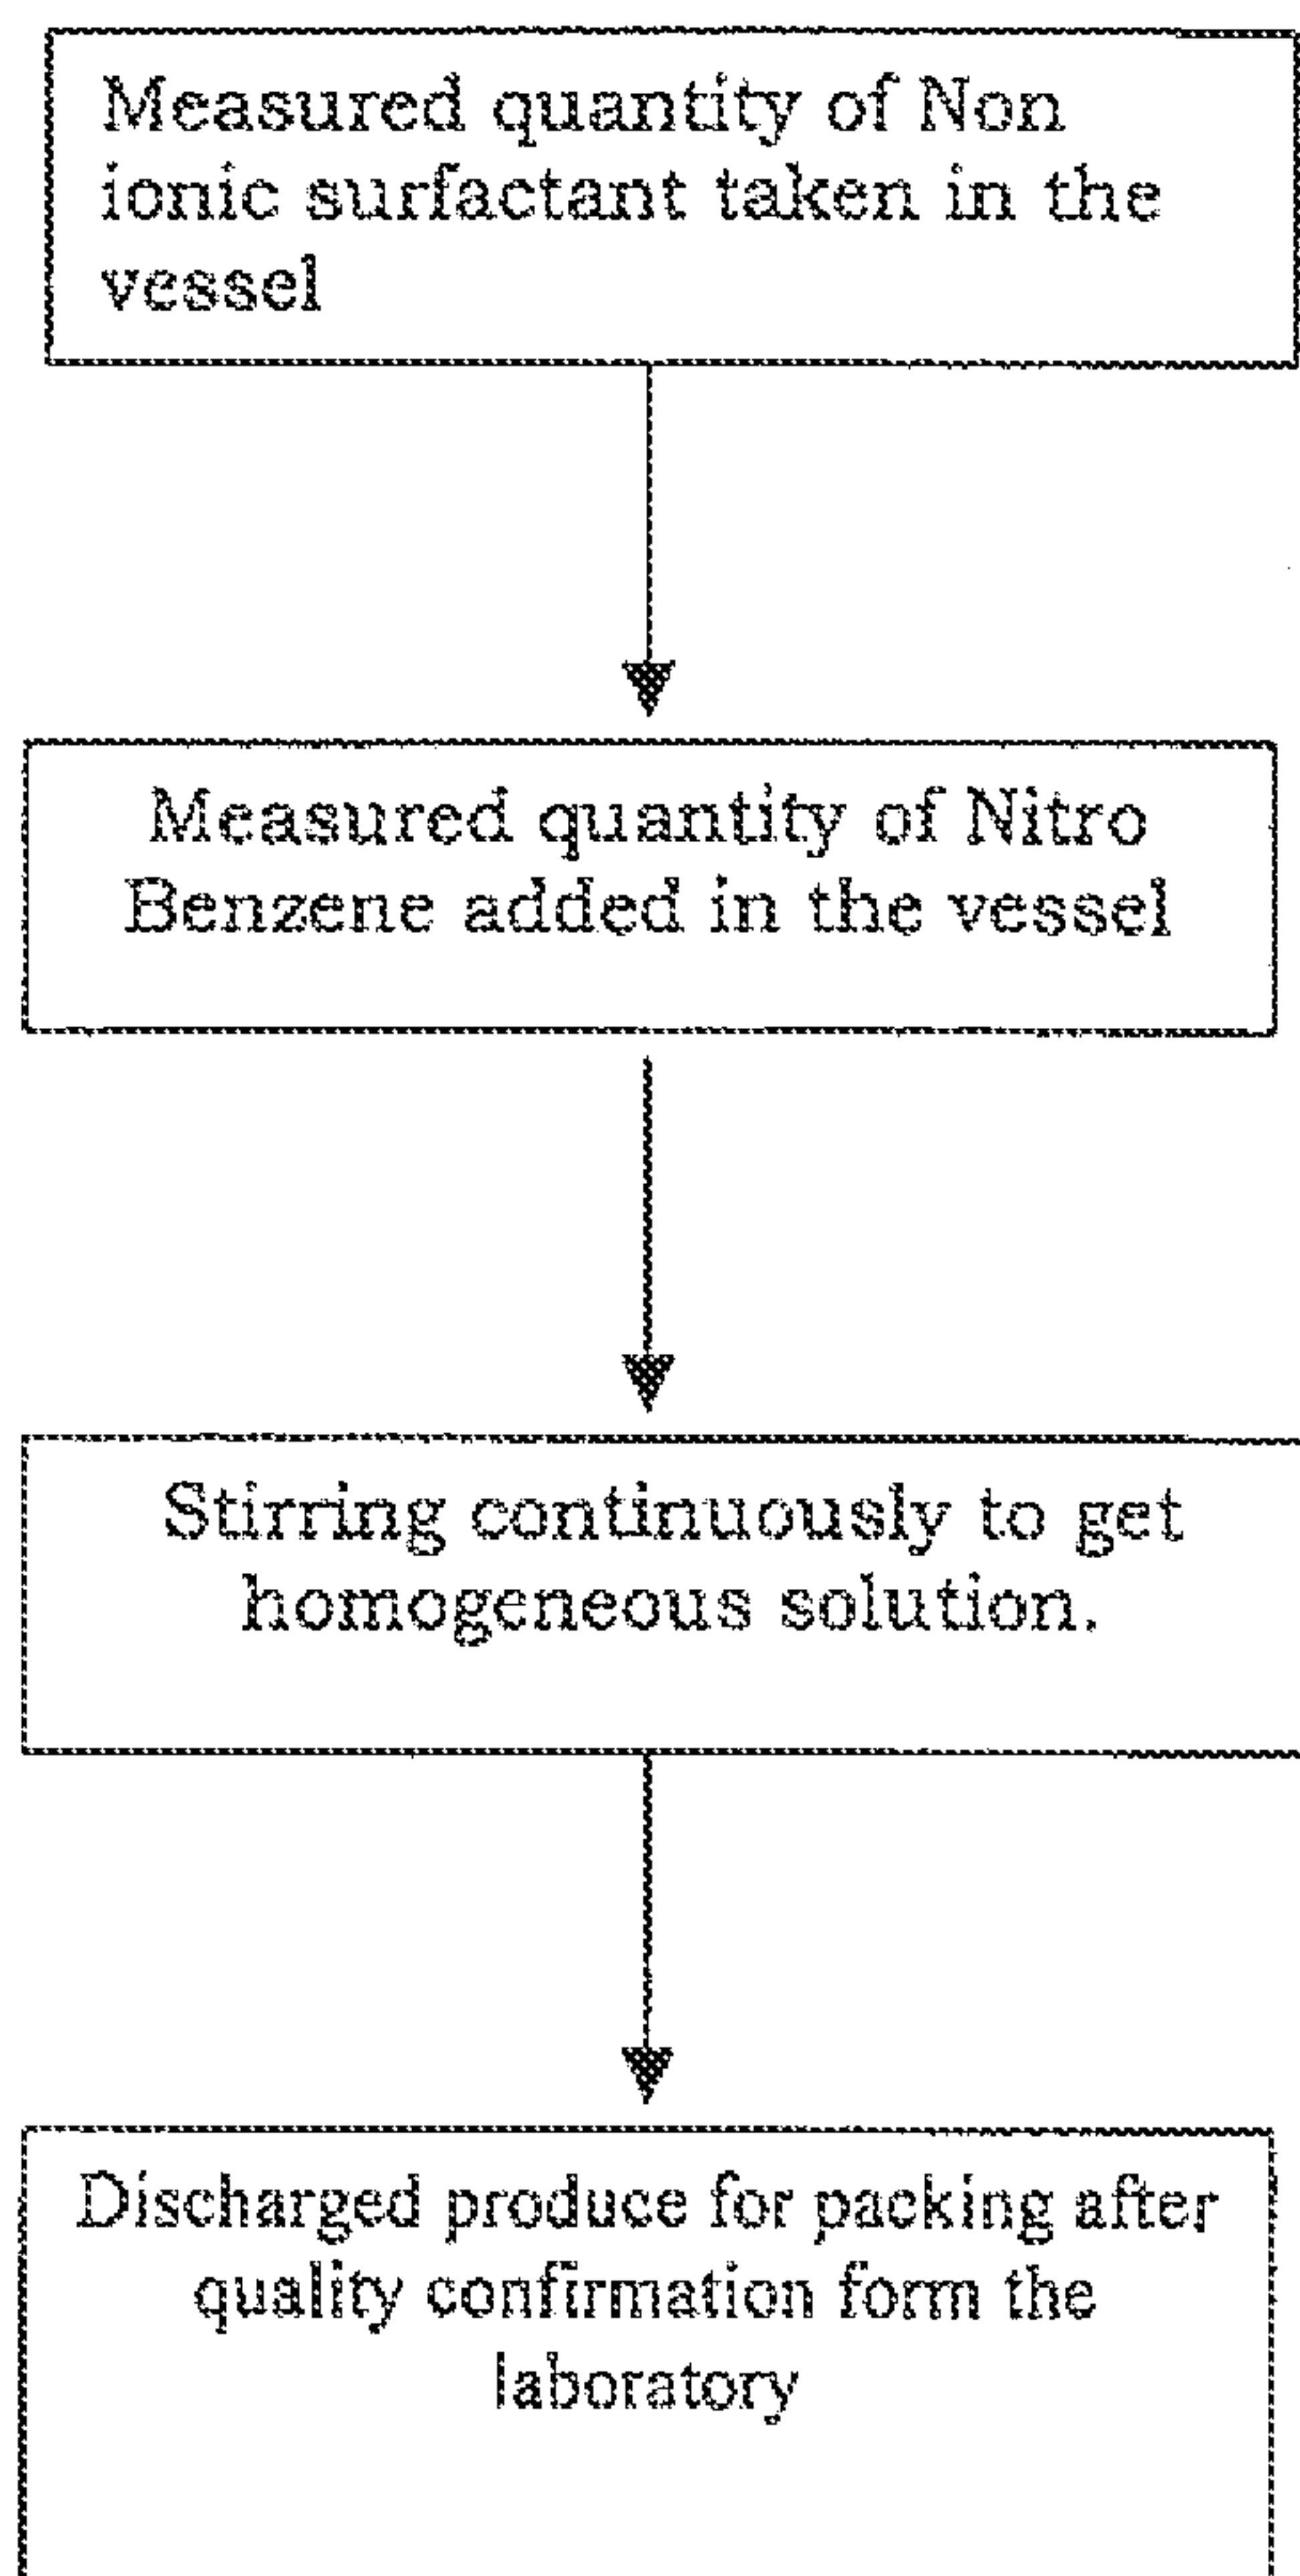 Measured quantity of Non
ionic surfactant taken in the
vessel
Measured quantity of Nitro
Benzene added in the vessel
Stirring continuously to get
homogeneous solution.
Discharged produce for packing after
quality confirmation form the
laboratory